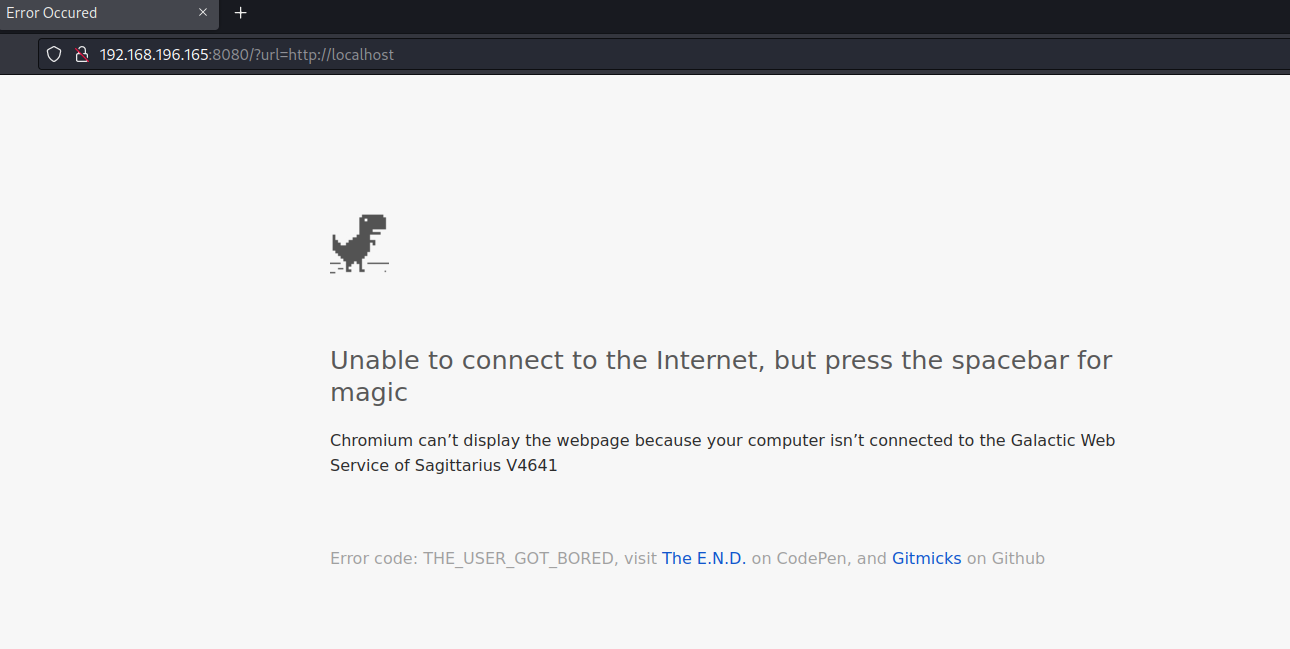 Error Occured
192.168.196.165:8080/?url=http://localhost
Unable to connect to the Internet, but press the spacebar for
magic
Chromium can’t display the webpage because your computer isn’t connected to the Galactic Web
Service of Sagittarius V4641
Error code: THE_USER_GOT_BORED, visit The E.N.D. on CodePen, and Gitmicks on Github